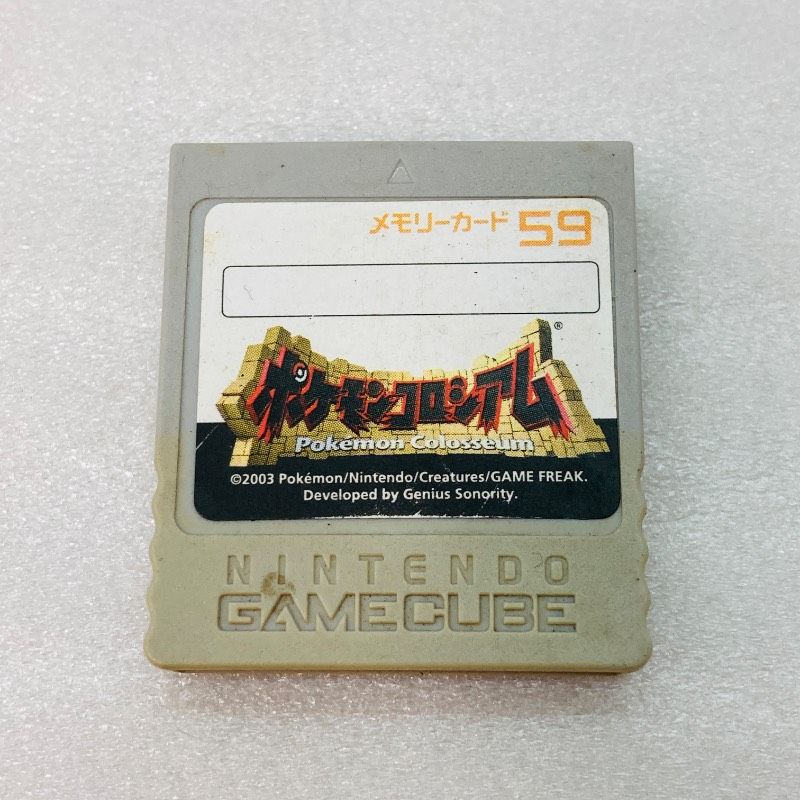 メモリーカード 59
®
ポケモンコロシアム
Pokémon Colosseum
©2003 Pokémon/Nintendo/Creatures/GAME FREAK.
Developed by Genius Sonority.
NINTENDO
GAMECUBE